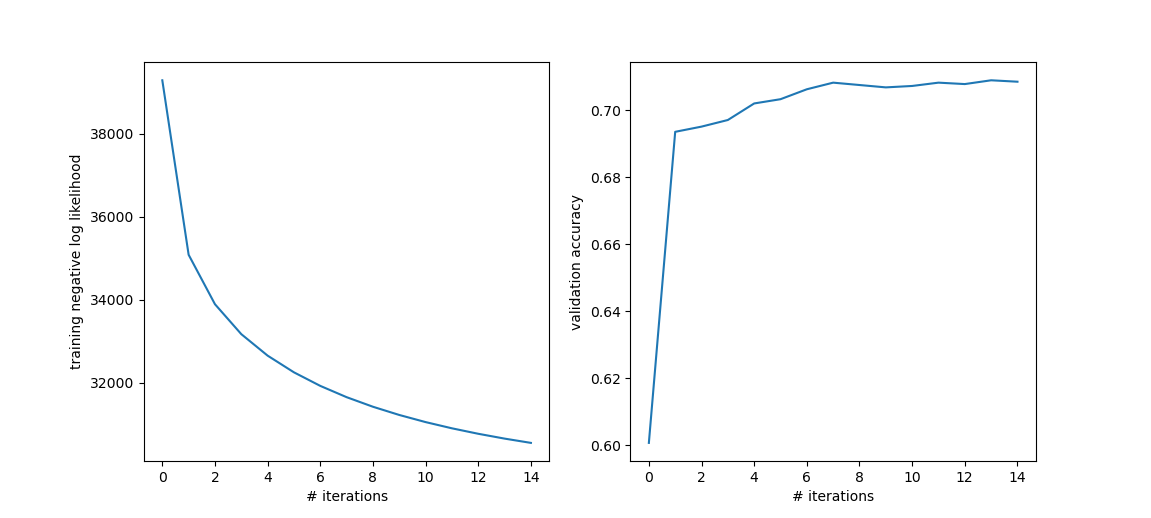 training negative log likelihood
38000
36000
34000
32000
0 2 4 6 8 10 12 14
# iterations
validation accuracy
0.70
0.68
0.66
0.64
0.62
0.60
0 2 4 6 8 10 12 14
# iterations